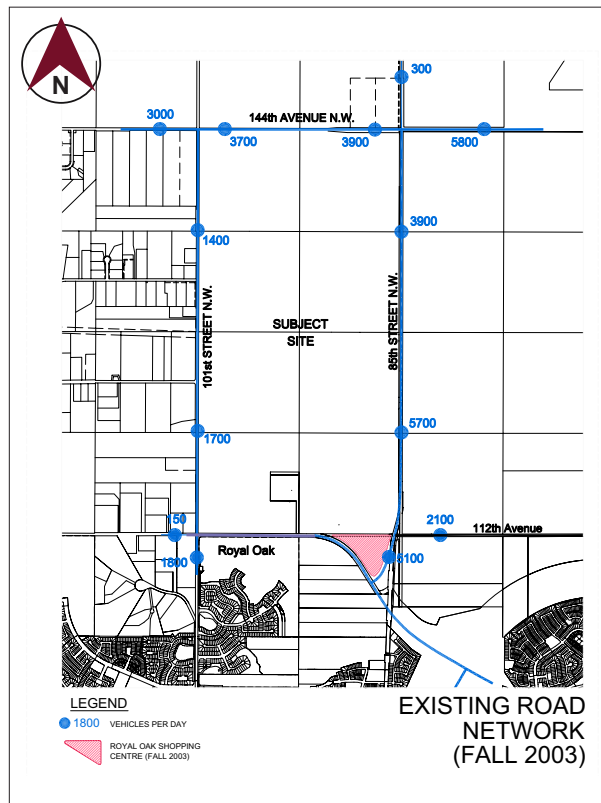 N
300
3000
144th AVENUE N.W.
3700
3900
5800
1400
3900
101st STREET N.W.
SUBJECT
SITE
85th STREET N.W.
1700
5700
150
2100
112th Avenue
Royal Oak
1800
LEGEND
1800 VEHICLES PER DAY
ROYAL OAK SHOPPING
CENTRE (FALL 2003)
EXISTING ROAD
NETWORK
(FALL 2003)